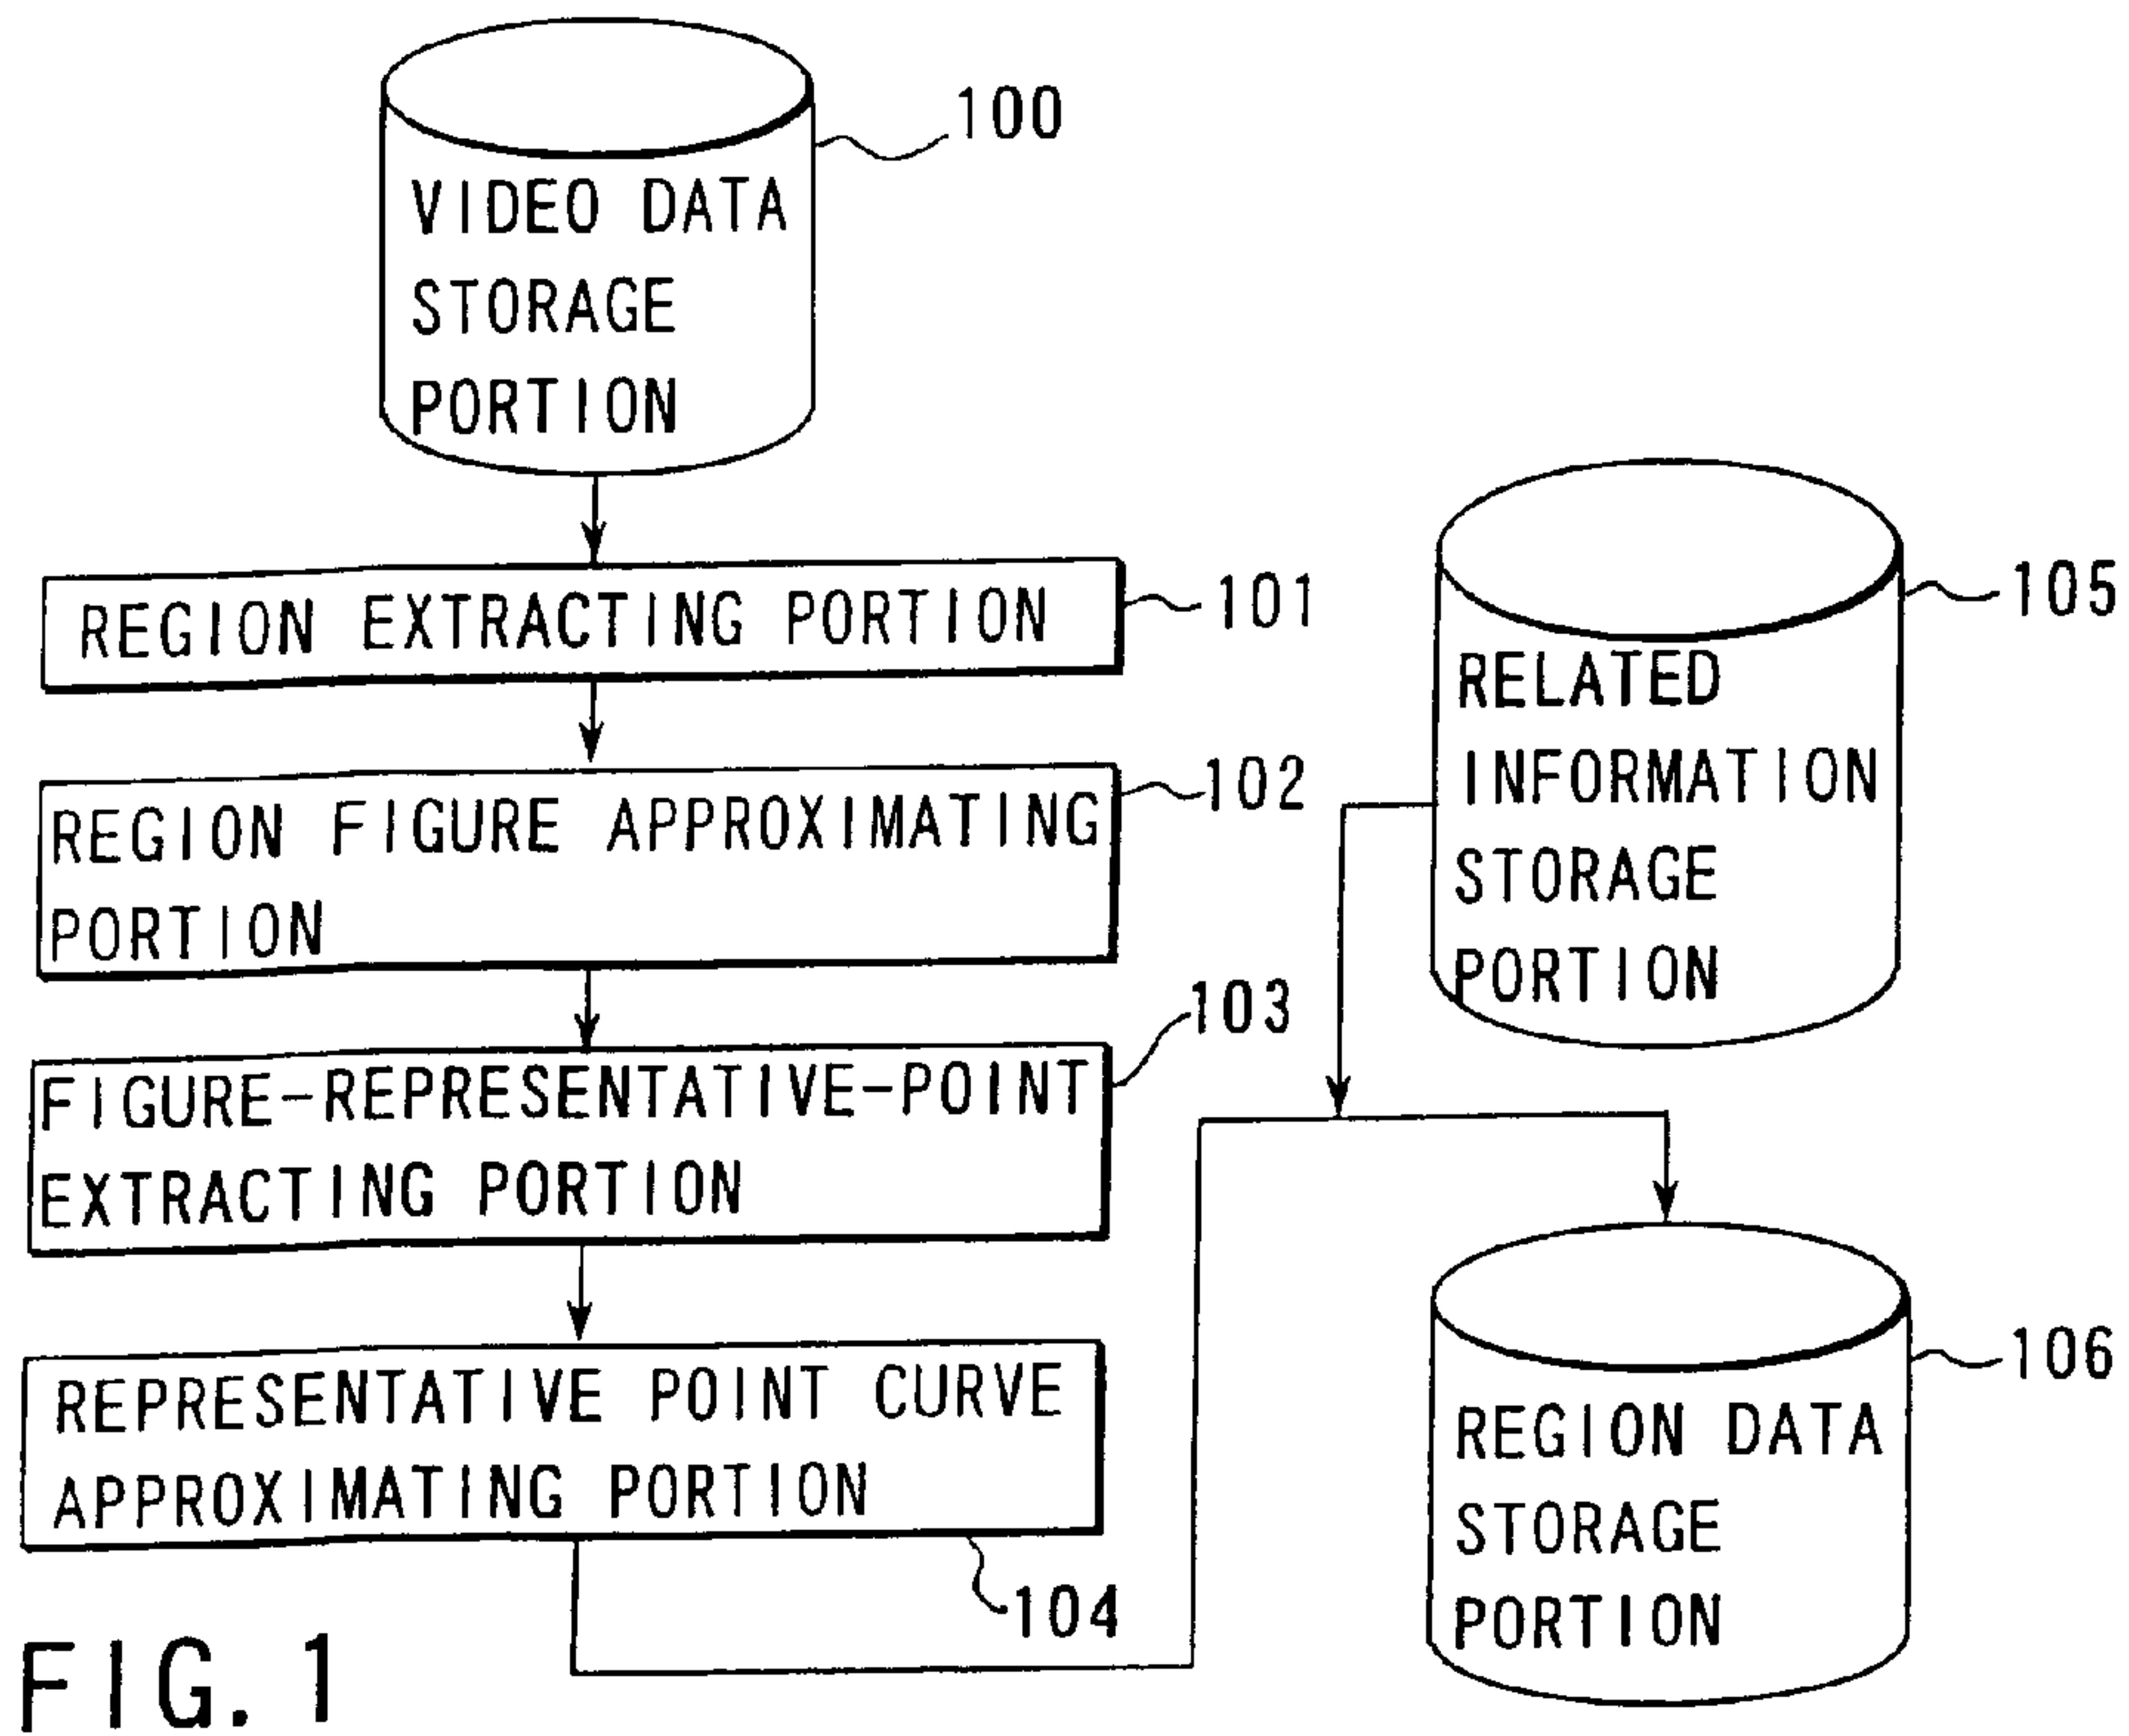 100
VIDEO DATA
STORAGE
PORTION
REGION EXTRACTING PORTION
101
REGION FIGURE APPROXIMATING
PORTION
102
FIGURE-REPRESENTATIVE-POINT
EXTRACTING PORTION
103
REPRESENTATIVE POINT CURVE
APPROXIMATING PORTION
104
105
RELATED
INFORMATION
STORAGE
PORTION
106
REGION DATA
STORAGE
PORTION
FIG. 1